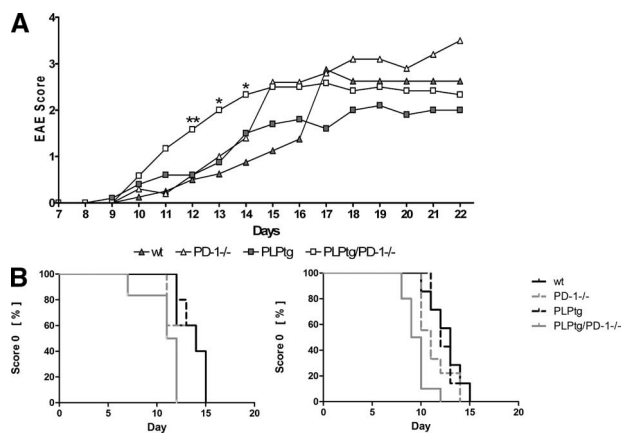 A
EAE Score
4
3
2
1
0
**
*
*
7 8 9 10 11 12 13 14 15 16 17 18 19 20 21 22
Days
wt PD-1-/- PLPtg PLPtg/PD-1-/-
B
Score 0 [ % ]
100
80
60
40
20
0
0 5 10 15 20
Day
Score 0 [ % ]
100
80
60
40
20
0
0 5 10 15 20
Day
wt
PD-1-/-
PLPtg
PLPtg/PD-1-/-